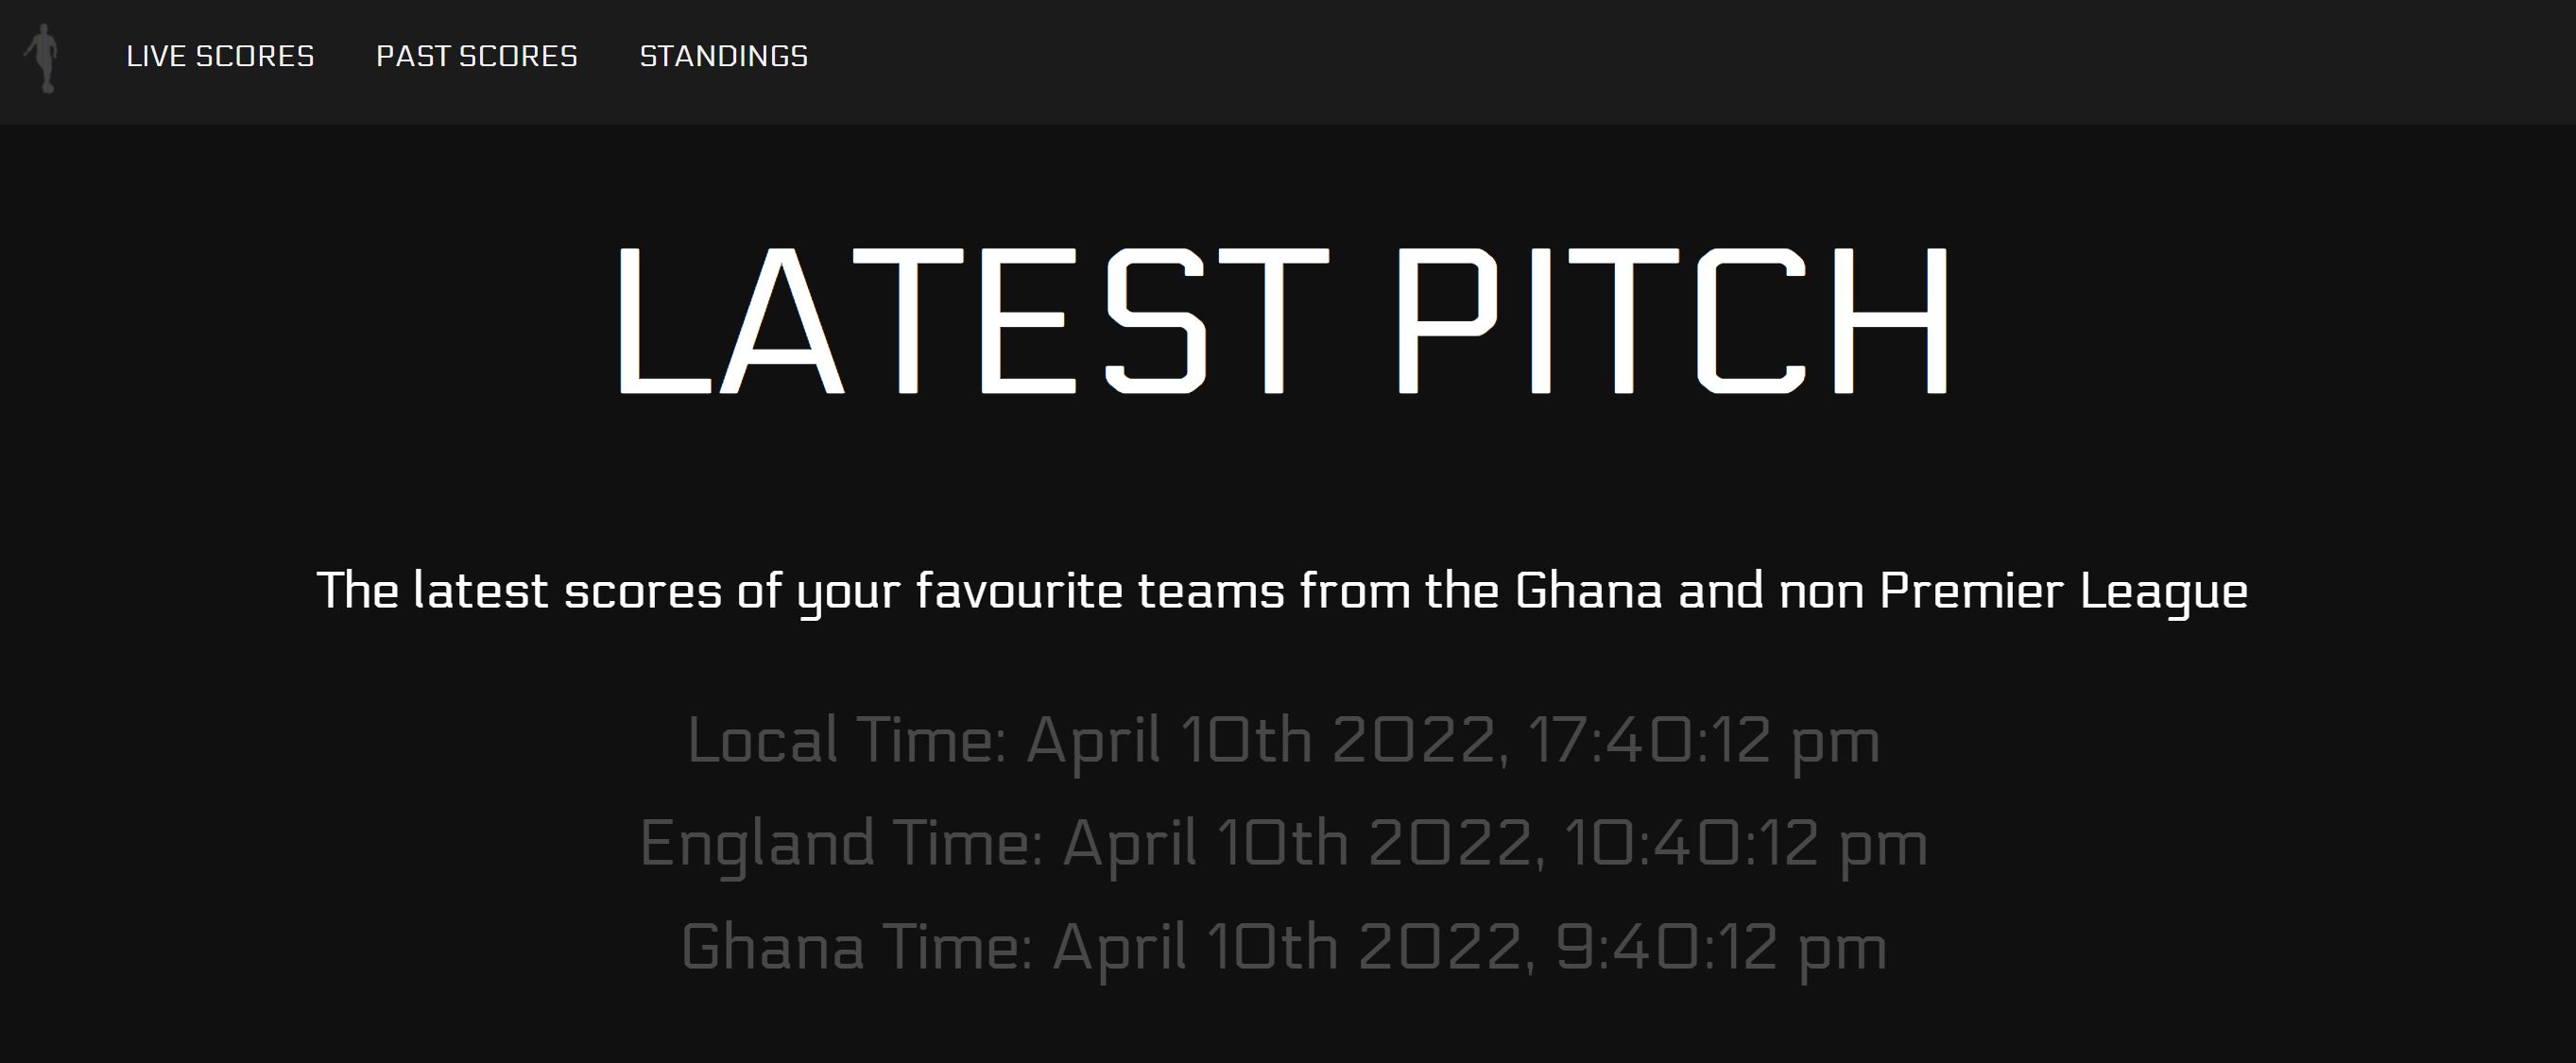 LIVE SCORES PAST SCORES STANDINGS
LATEST PITCH
The latest scores of your favourite teams from the Ghana and non Premier League
Local Time: April 10th 2022, 17:40:12 pm
England Time: April 10th 2022, 10:40:12 pm
Ghana Time: April 10th 2022, 9:40:12 pm